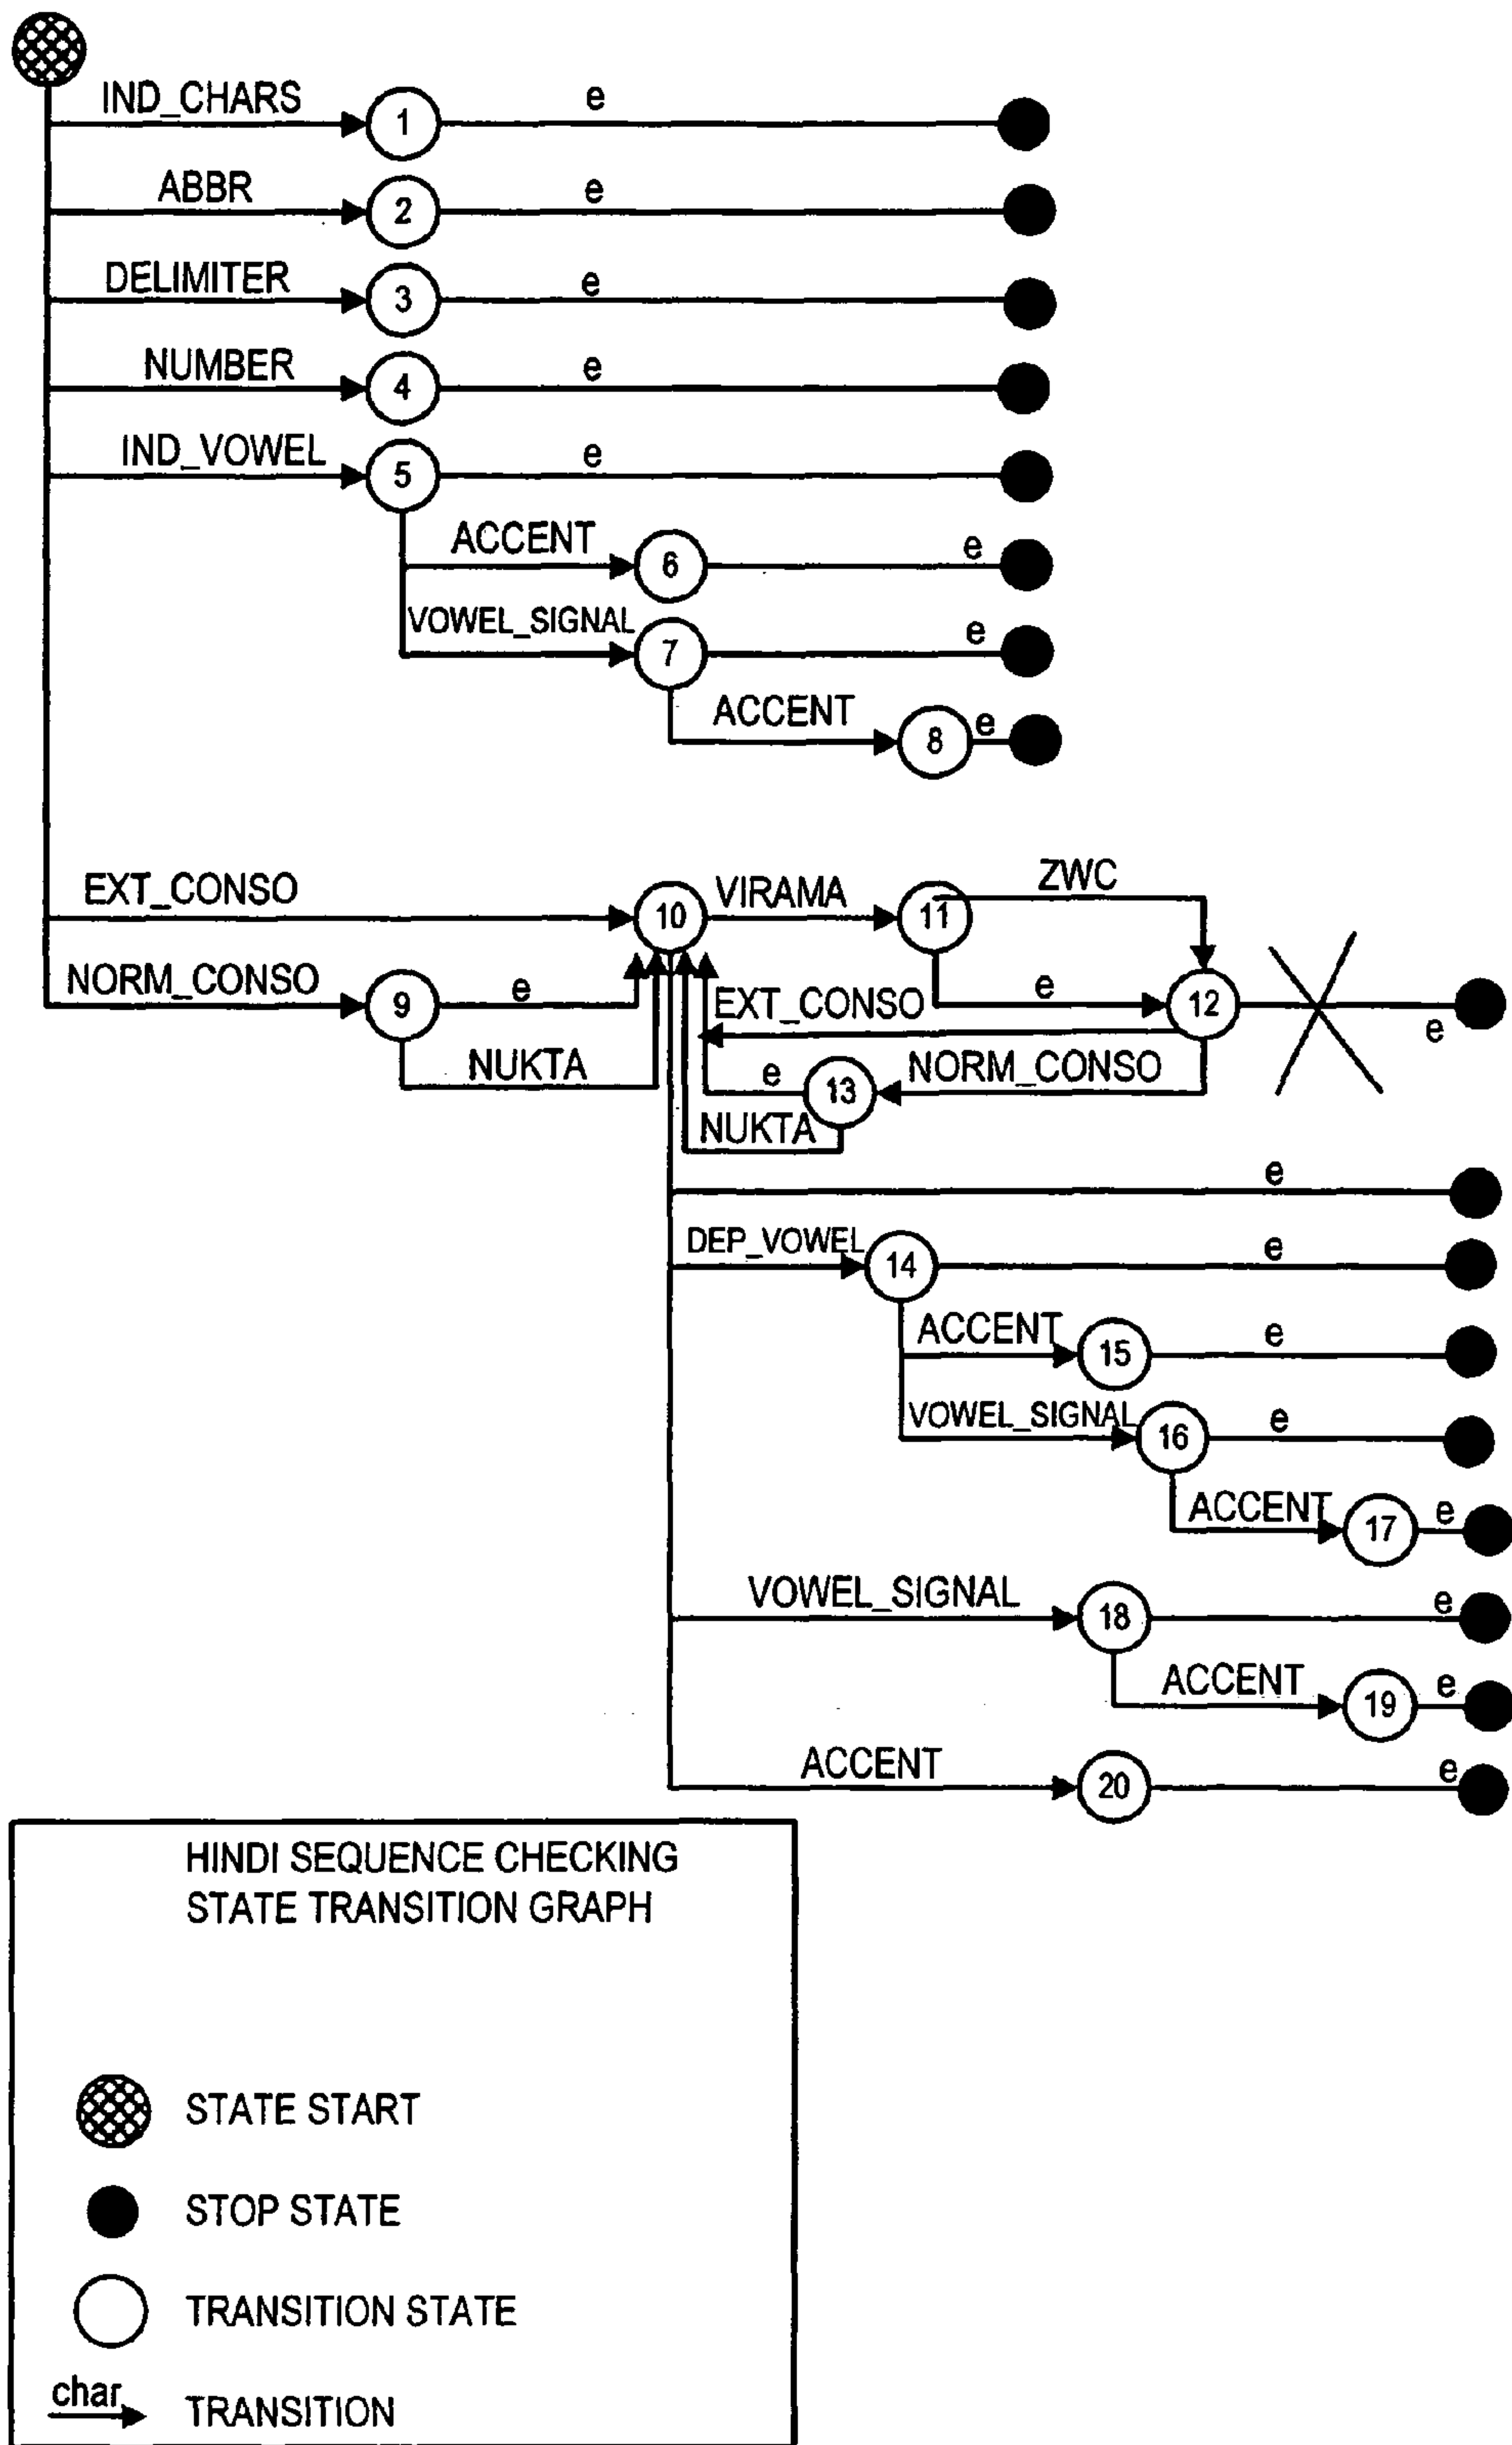 IND_CHARS 1 e
ABBR 2 e
DELIMITER 3 e
NUMBER 4 e
IND_VOWEL 5 e
ACCENT 6 e
VOWEL_SIGNAL 7 e
ACCENT 8 e
EXT_CONSO 10 VIRAMA 11 ZWC
NORM_CONSO 9 e EXT_CONSO e 12 e
NUKTA e 13 NORM_CONSO
NUKTA
e
DEP_VOWEL 14 e
ACCENT 15 e
VOWEL_SIGNAL 16 e
ACCENT 17 e
VOWEL_SIGNAL 18 e
ACCENT 19 e
ACCENT 20 e
HINDI SEQUENCE CHECKING
STATE TRANSITION GRAPH
STATE START
STOP STATE
TRANSITION STATE
char TRANSITION